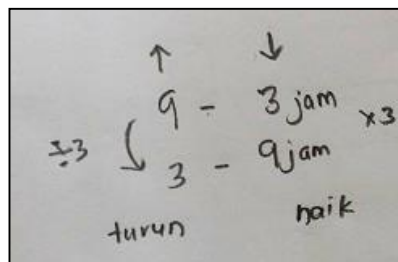 ↑ ↓
9 - 3 jam
÷3 ×3
3 - 9 jam
turun naik